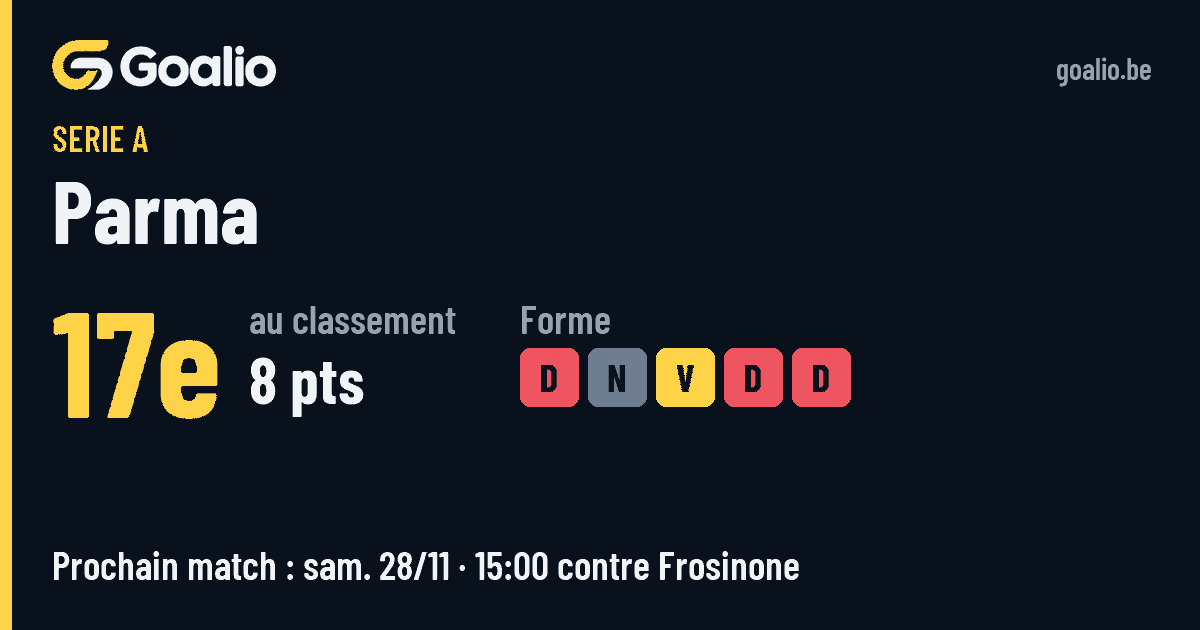 Goalio
goalio.be
SERIE A
Parma
17e
au classement
8 pts
Forme
D N V D D
Prochain match : sam. 28/11 · 15:00 contre Frosinone